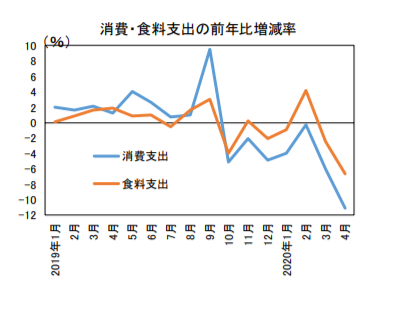 消費・食料支出の前年比増減率
(%)
10
8
6
4
2
0
-2
-4
-6
-8
-10
-12
消費支出
食料支出
2019年1月
2月
3月
4月
5月
6月
7月
8月
9月
10月
11月
12月
2020年1月
2月
3月
4月